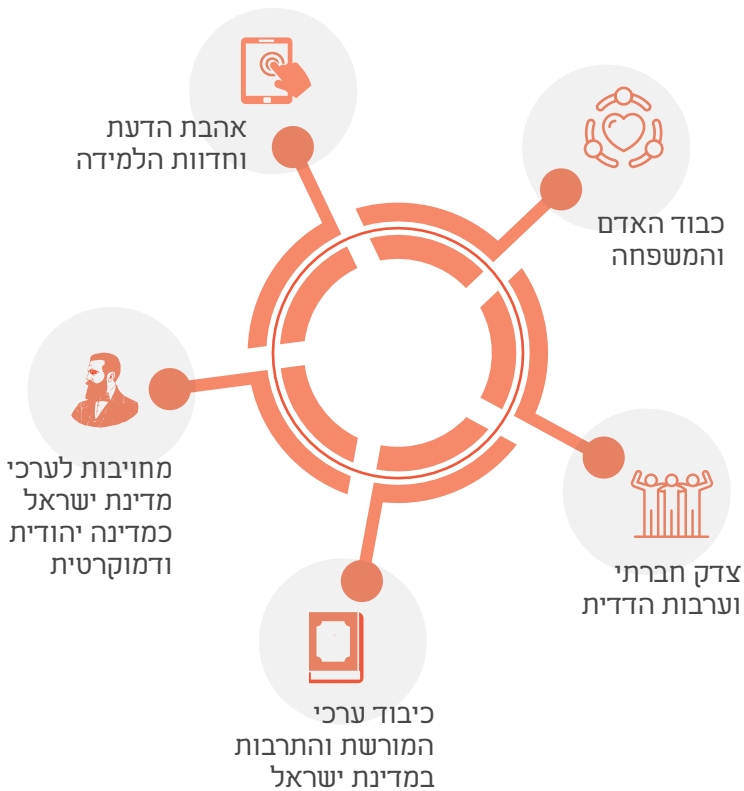 אהבת הדעת
וחדוות הלמידה
כבוד האדם
והמשפחה
מחויבות לערכי
מדינת ישראל
כמדינה יהודית
ודמוקרטית
צדק חברתי
וערבות הדדית
כיבוד ערכי
המורשת והתרבות
במדינת ישראל